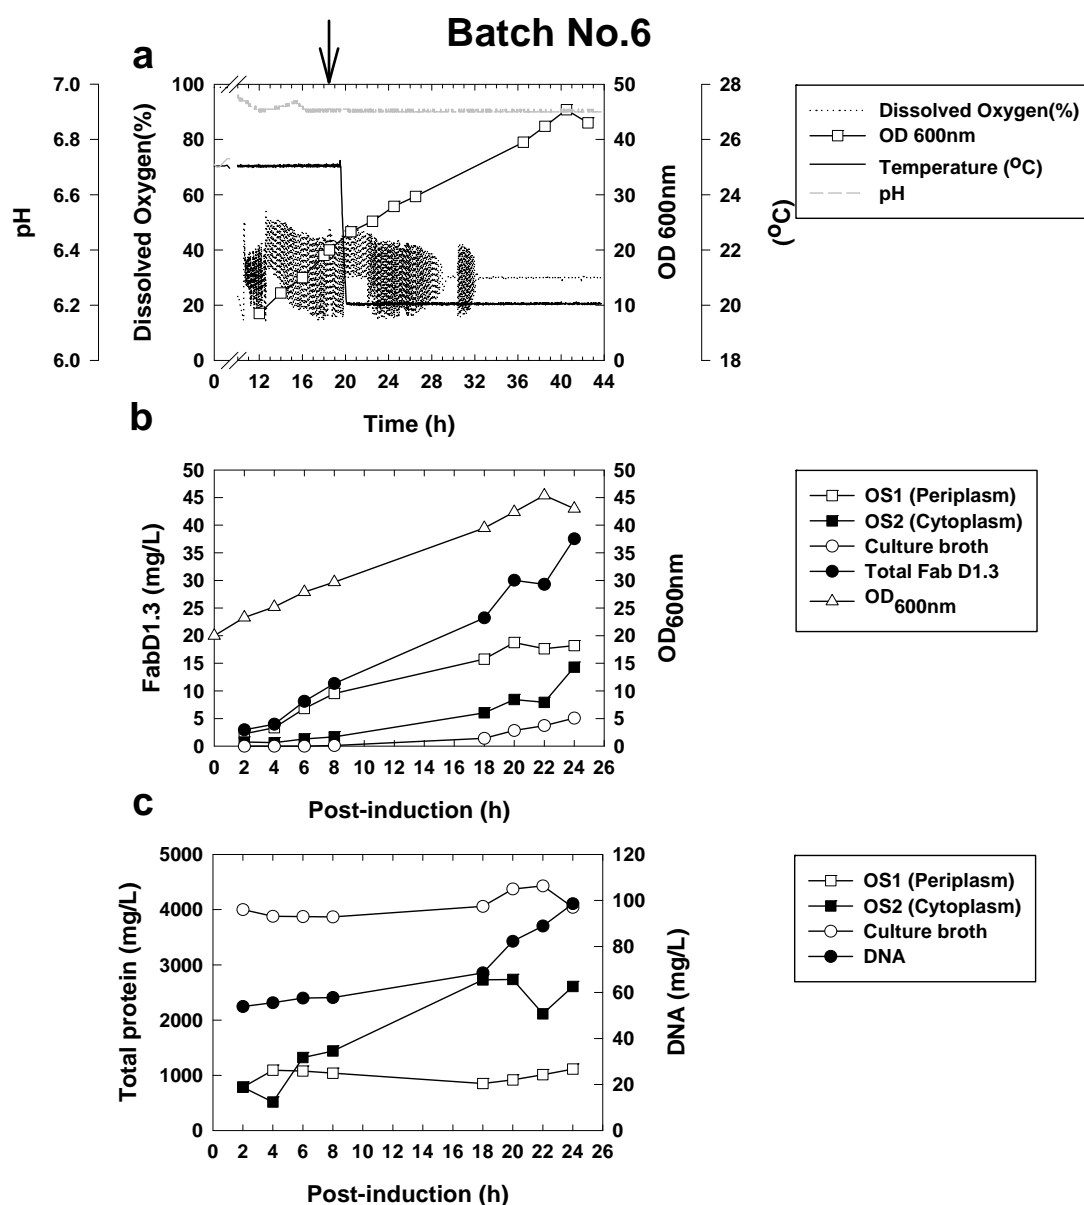 Batch No.6
a
pH
7.0
6.8
6.6
6.4
6.2
6.0
Dissolved Oxygen(%)
100
80
60
40
20
0
0 12 16 20 24 28 32 36 40 44
Time (h)
50
40
30
20
10
0
OD 600nm
28
26
24
22
20
18
(ºC)
Dissolved Oxygen(%)
OD 600nm
Temperature (ºC)
pH
b
FabD1.3 (mg/L)
50
45
40
35
30
25
20
15
10
5
0
0 2 4 6 8 10 12 14 16 18 20 22 24 26
Post-induction (h)
50
40
30
20
10
0
OD600nm
OS1 (Periplasm)
OS2 (Cytoplasm)
Culture broth
Total Fab D1.3
OD600nm
c
Total protein (mg/L)
5000
4000
3000
2000
1000
0
0 2 4 6 8 10 12 14 16 18 20 22 24 26
Post-induction (h)
120
100
80
60
40
20
0
DNA (mg/L)
OS1 (Periplasm)
OS2 (Cytoplasm)
Culture broth
DNA